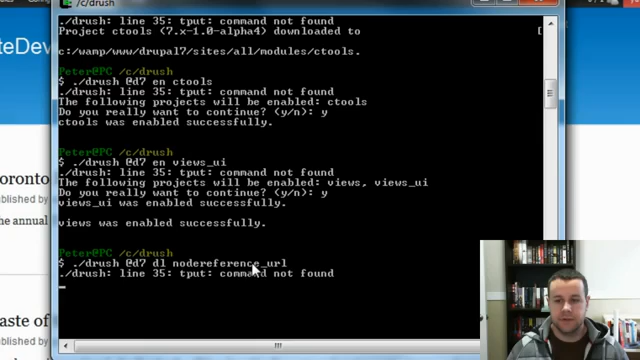 /c/drush
./drush: line 35: tput: command not found
Project ctools (7.x-1.0-alpha4) downloaded to [
c:/wamp/www/drupal7/sites/all/modules/ctools.
Peter@PC /c/drush
$ ./drush @d7 en ctools
./drush: line 35: tput: command not found
The following projects will be enabled: ctools
Do you really want to continue? (y/n): y
ctools was enabled successfully.
Peter@PC /c/drush
$ ./drush @d7 en views_ui
./drush: line 35: tput: command not found
The following projects will be enabled: views, views_ui
Do you really want to continue? (y/n): y
views_ui was enabled successfully.
views was enabled successfully.
Peter@PC /c/drush
$ ./drush @d7 dl nodereference_url
./drush: line 35: tput: command not found
teDev
oronto
ublished
the annual
aste of
ublished